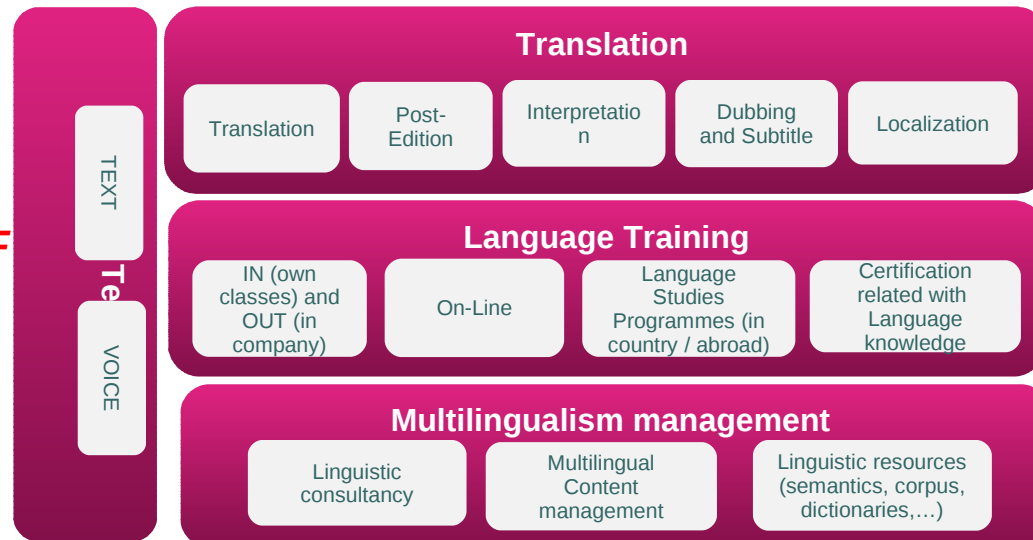 Translation
Translation
Post-
Edition
Interpretatio
n
Dubbing
and Subtitle
Localization
TEXT
Te
VOICE
Language Training
IN (own
classes) and
OUT (in
company)
On-Line
Language
Studies
Programmes (in
country / abroad)
Certification
related with
Language
knowledge
Multilingualism management
Linguistic
consultancy
Multilingual
Content
management
Linguistic resources
(semantics, corpus,
dictionaries,…)